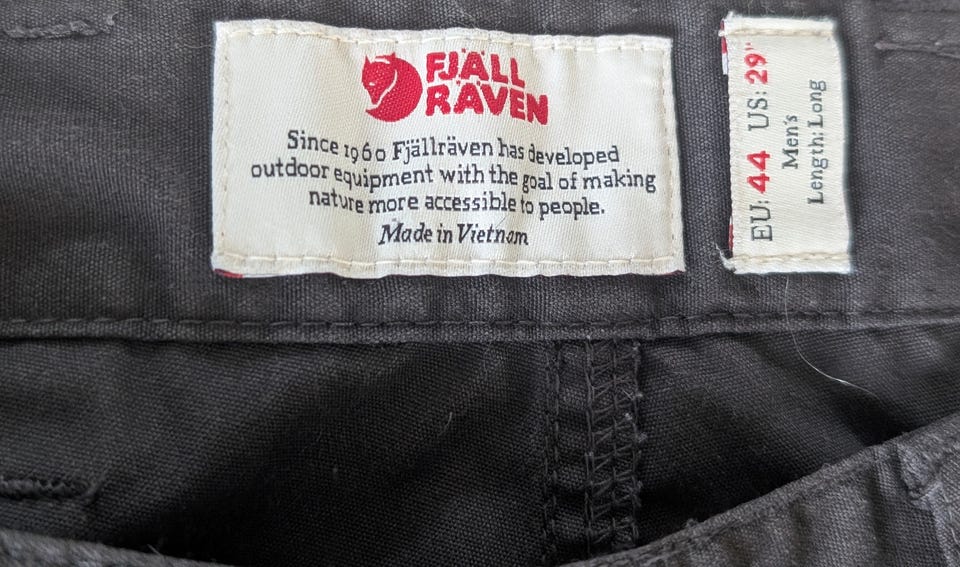 FJÄLL
RÄVEN
Since 1960 Fjällräven has developed
outdoor equipment with the goal of making
nature more accessible to people.
Made in Vietnam
EU: 44 US: 29"
Men's
Length: Long